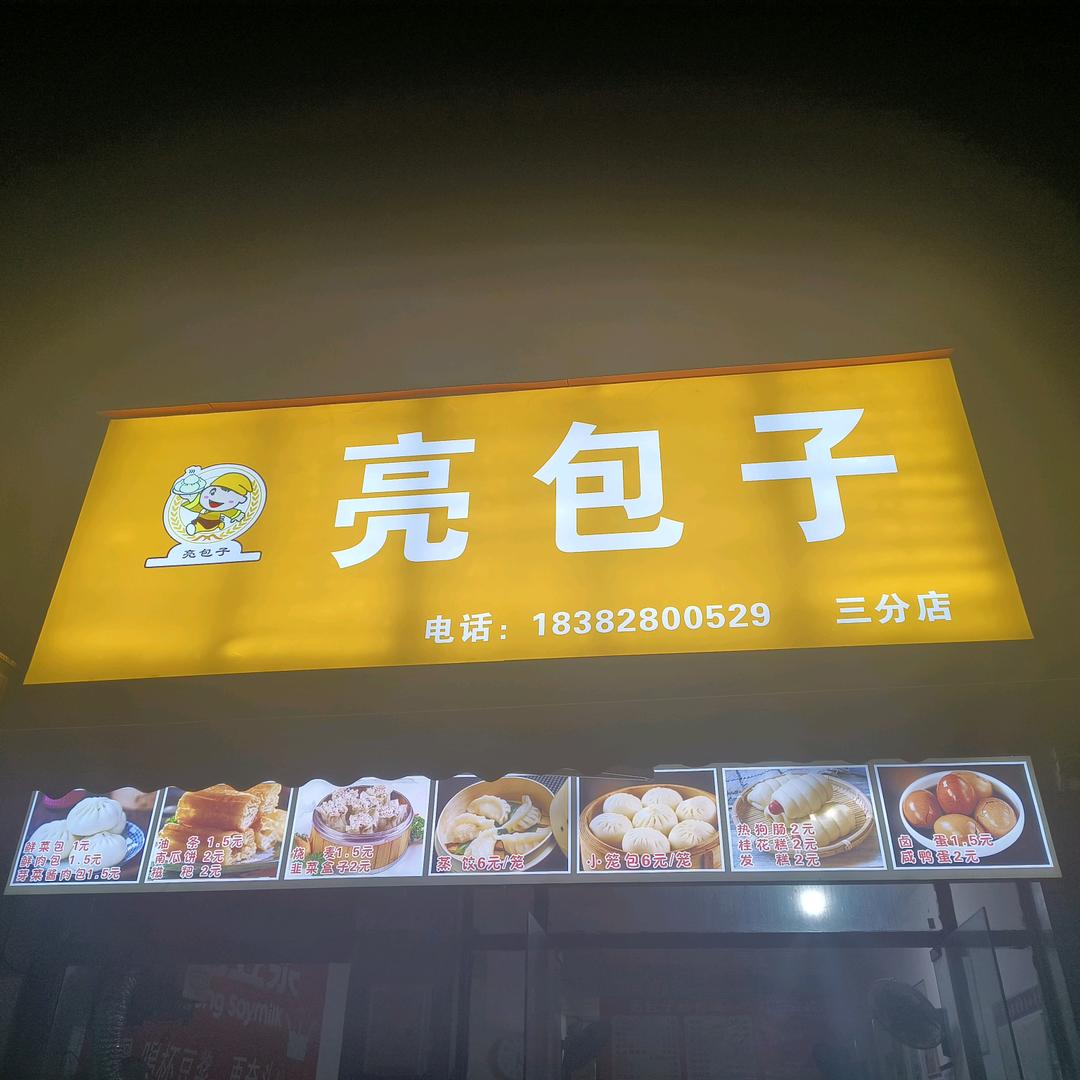 亮包子
亮包子
电话：18382800529 三分店
鲜菜包 1元
鲜肉包 1.5元
芽菜酱肉包1.5元
油条 1.5元
南瓜饼 2元
糍粑 2元
烧麦1.5元
韭菜盒子2元
蒸饺6元/笼
小笼包6元/笼
热狗肠2元
桂花糕2元
发糕2元
卤蛋1.5元
咸鸭蛋2元
soymilk